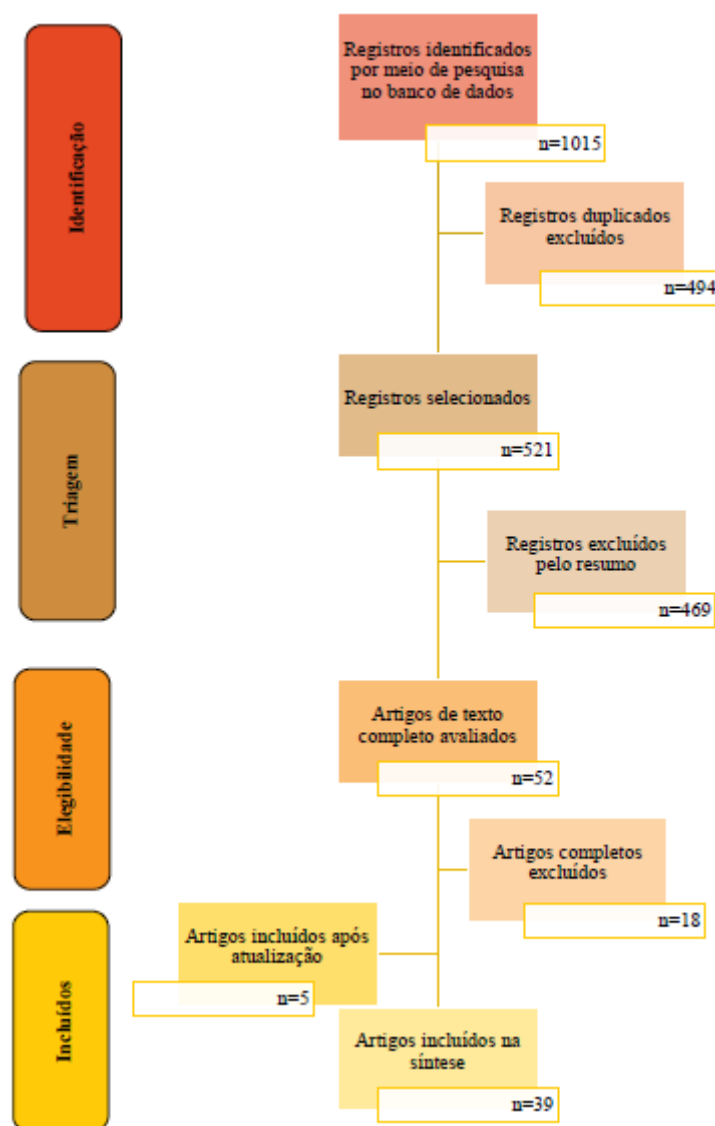 Identificação
Registros identificados
por meio de pesquisa
no banco de dados
n=1015
Registros duplicados
excluídos
n=494
Triagem
Registros selecionados
n=521
Registros excluídos
pelo resumo
n=469
Elegibilidade
Artigos de texto
completo avaliados
n=52
Artigos completos
excluídos
n=18
Incluídos
Artigos incluídos após
atualização
n=5
Artigos incluídos na
síntese
n=39